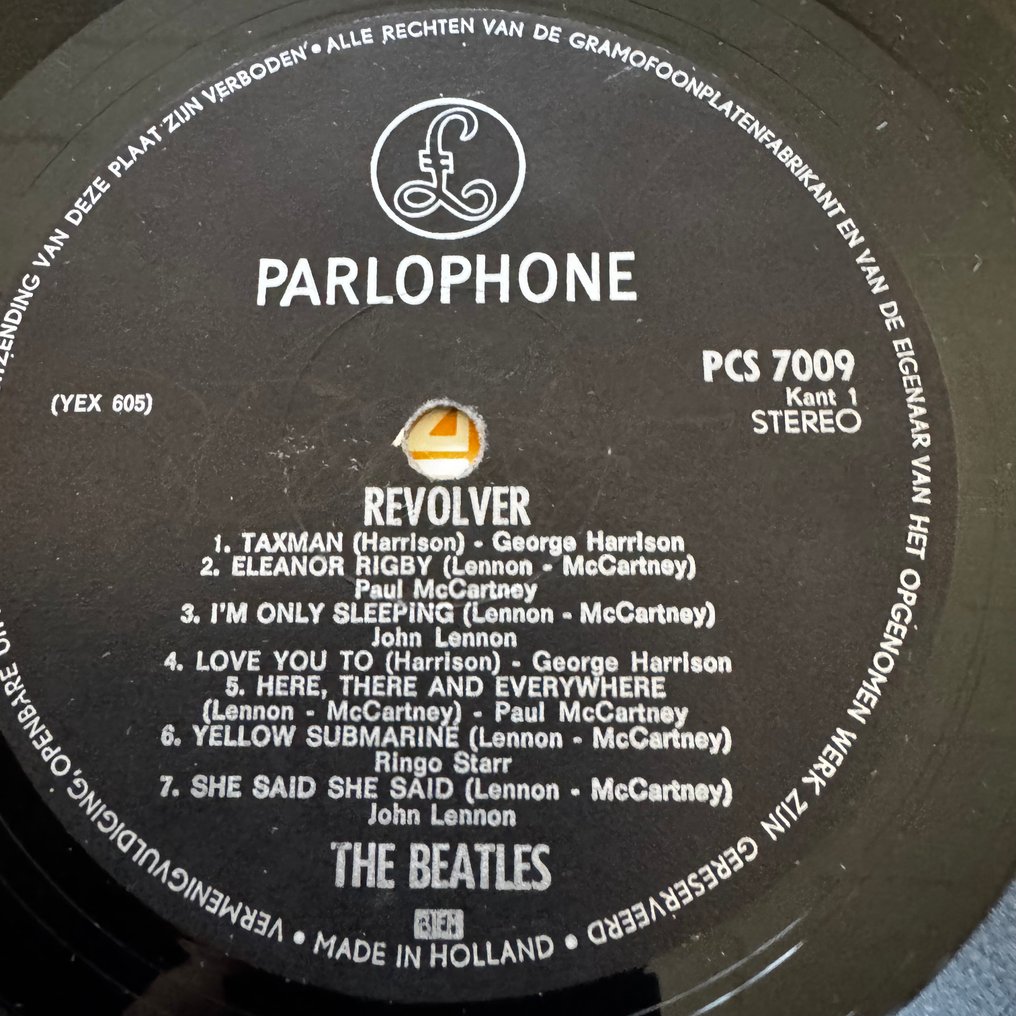 ALLE RECHTEN VAN DE GRAMOFOONPLATENFABRIKANT EN VAN DE EIGENAAR VAN HET OPGENOMEN WERK ZIJN GERESERVEERD • MADE IN HOLLAND • VERMENIGVULDIGING, OPENBARE
VAN DEZE PLAAT ZIJN VERBODEN •
£
PARLOPHONE
PCS 7009
Kant 1
STEREO
(YEX 605)
REVOLVER
1. TAXMAN (Harrison) - George Harrison
2. ELEANOR RIGBY (Lennon - McCartney)
Paul McCartney
3. I'M ONLY SLEEPING (Lennon - McCartney)
John Lennon
4. LOVE YOU TO (Harrison) - George Harrison
5. HERE, THERE AND EVERYWHERE
(Lennon - McCartney) - Paul McCartney
6. YELLOW SUBMARINE (Lennon - McCartney)
Ringo Starr
7. SHE SAID SHE SAID (Lennon - McCartney)
John Lennon
THE BEATLES
BIEM